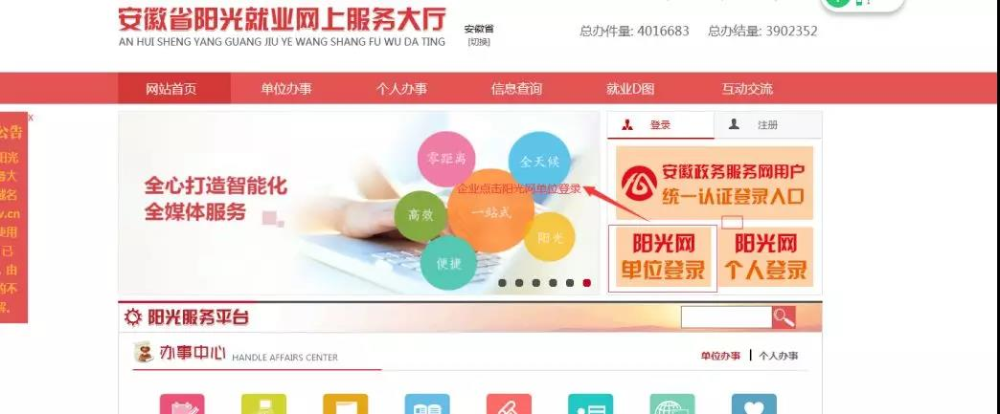 安徽省阳光就业网上服务大厅
AN HUI SHENG YANG GUANG JIU YE WANG SHANG FU WU DA TING
安徽省
[切换]
总办件量: 4016683 总办结量: 3902352
网站首页 单位办事 个人办事 信息查询 就业D图 互动交流
X
公告
阳光
大
域名
v.cn
使用
已
，由
的不
解。
全心打造智能化
全媒体服务
零距离
全天候
企业点击阳光网单位登录
高效
一站式
阳光
便捷
登录 注册
安徽政务服务网用户
统一认证登录入口
阳光网
单位登录
阳光网
个人登录
阳光服务平台
办事中心 HANDLE AFFAIRS CENTER
单位办事 个人办事